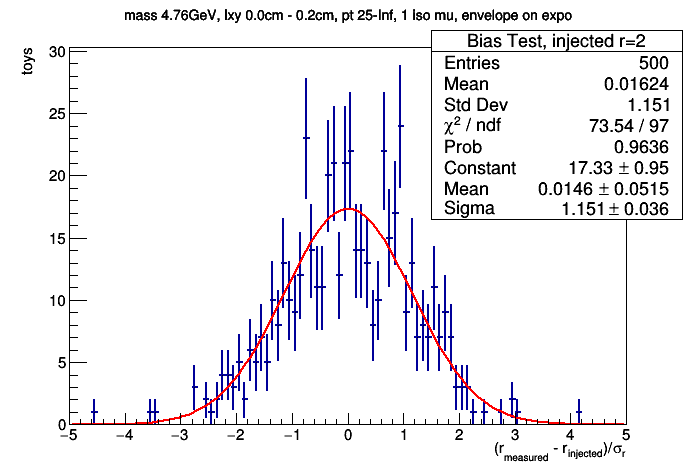 mass 4.76GeV, lxy 0.0cm - 0.2cm, pt 25-Inf, 1 Iso mu, envelope on expo
Bias Test, injected r=2
Entries 500
Mean 0.01624
Std Dev 1.151
χ² / ndf 73.54 / 97
Prob 0.9636
Constant 17.33 ± 0.95
Mean 0.0146 ± 0.0515
Sigma 1.151 ± 0.036
toys
30
25
20
15
10
5
0
−5 −4 −3 −2 −1 0 1 2 3 4 5
(r_measured - r_injected)/σ_r